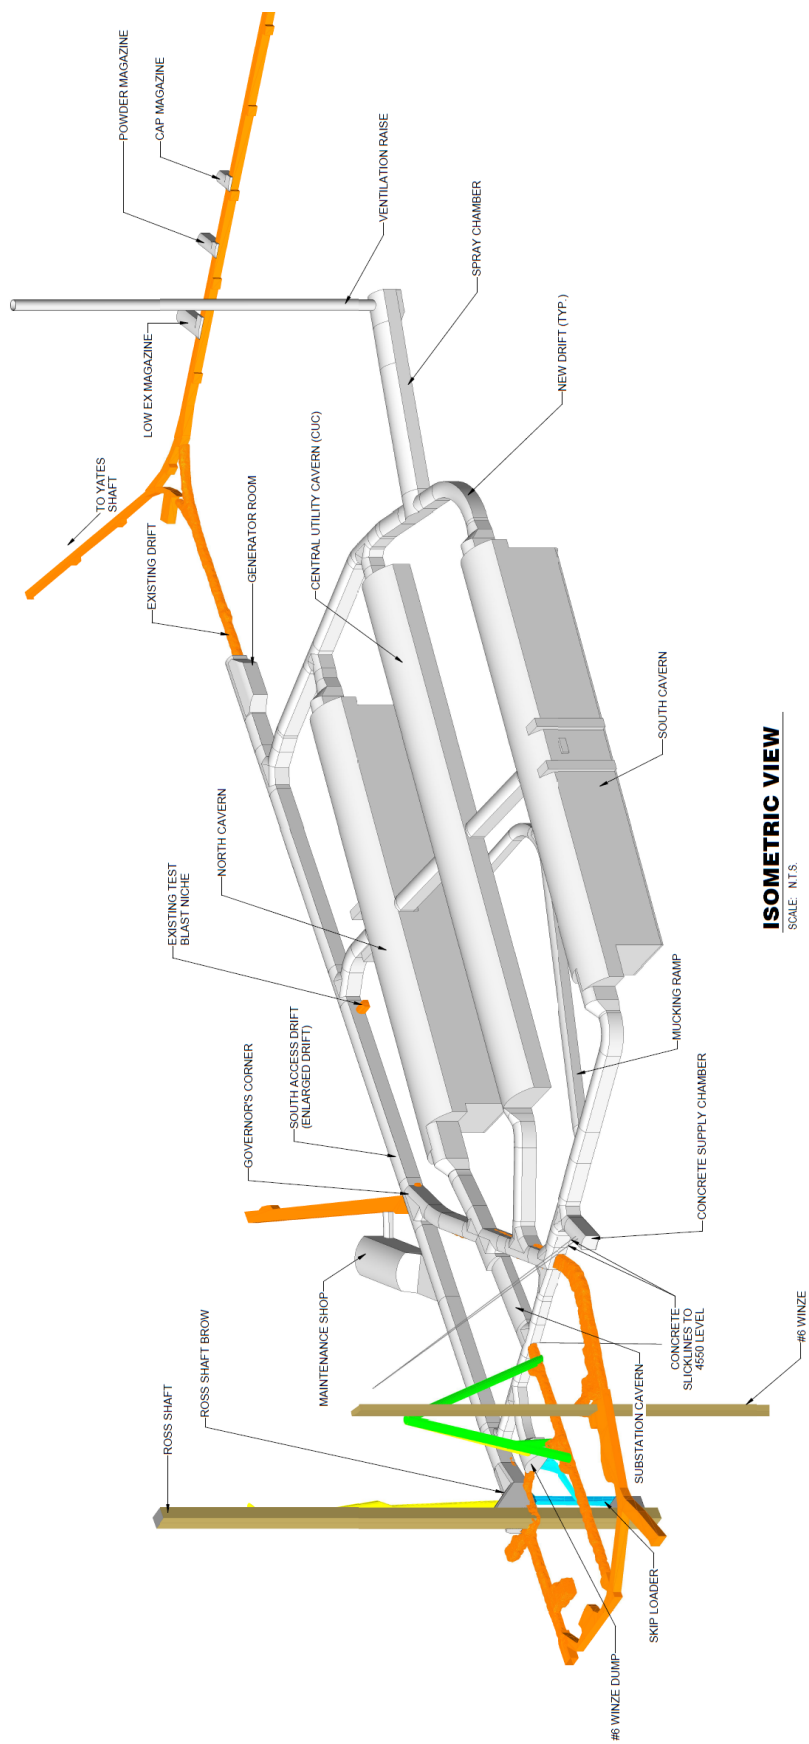 POWDER MAGAZINE
CAP MAGAZINE
VENTILATION RAISE
SPRAY CHAMBER
LOW EX MAGAZINE
NEW DRIFT (TYP.)
TO YATES
SHAFT
CENTRAL UTILITY CAVERN (CUC)
GENERATOR ROOM
EXISTING DRIFT
SOUTH CAVERN
ISOMETRIC VIEW
SCALE: N.T.S.
NORTH CAVERN
EXISTING TEST
BLAST NICHE
MUCKING RAMP
SOUTH ACCESS DRIFT
(ENLARGED DRIFT)
GOVERNOR'S CORNER
CONCRETE SUPPLY CHAMBER
MAINTENANCE SHOP
CONCRETE
SLICKLINES TO
4550 LEVEL
#6 WINZE
ROSS SHAFT BROW
ROSS SHAFT
SUBSTATION CAVERN
SKIP LOADER
#6 WINZE DUMP